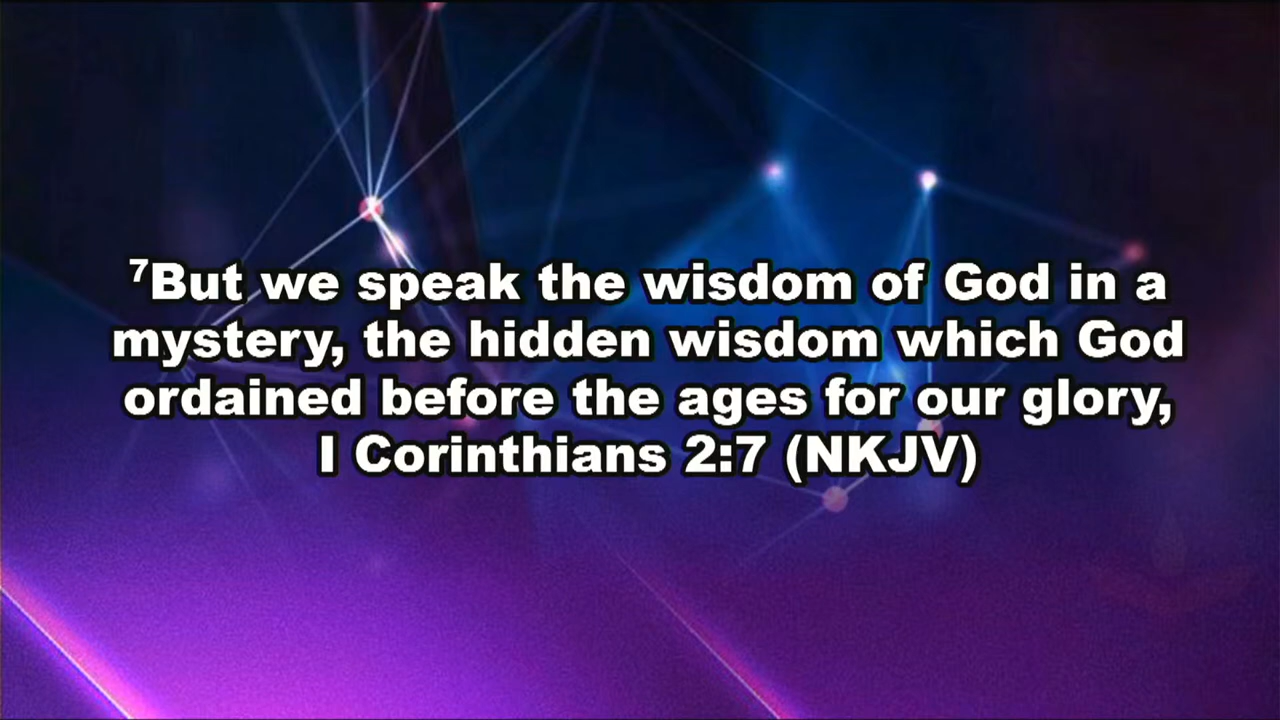 ⁷But we speak the wisdom of God in a
mystery, the hidden wisdom which God
ordained before the ages for our glory,
I Corinthians 2:7 (NKJV)